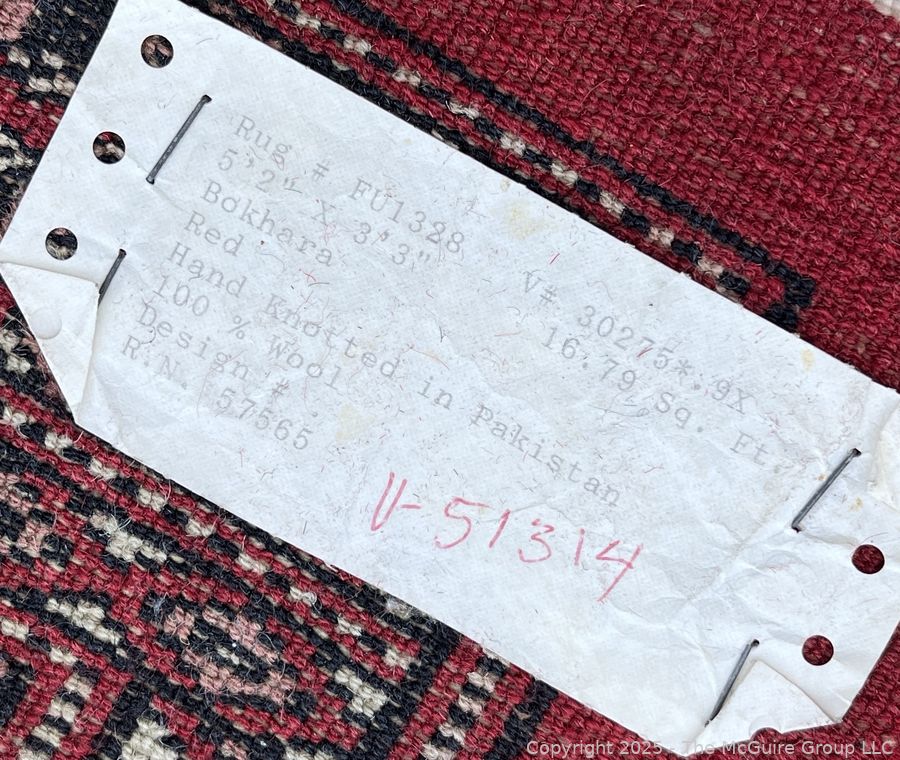 Rug # FU1328 V# 30275*.9X
5'2" X 3'3" 16.79 Sq. Ft.
Bokhara
Red
Hand Knotted in Pakistan
100 % Wool
Design # .
R.N. 57565
V-51314
Copyright 2025 - The McGuire Group LLC